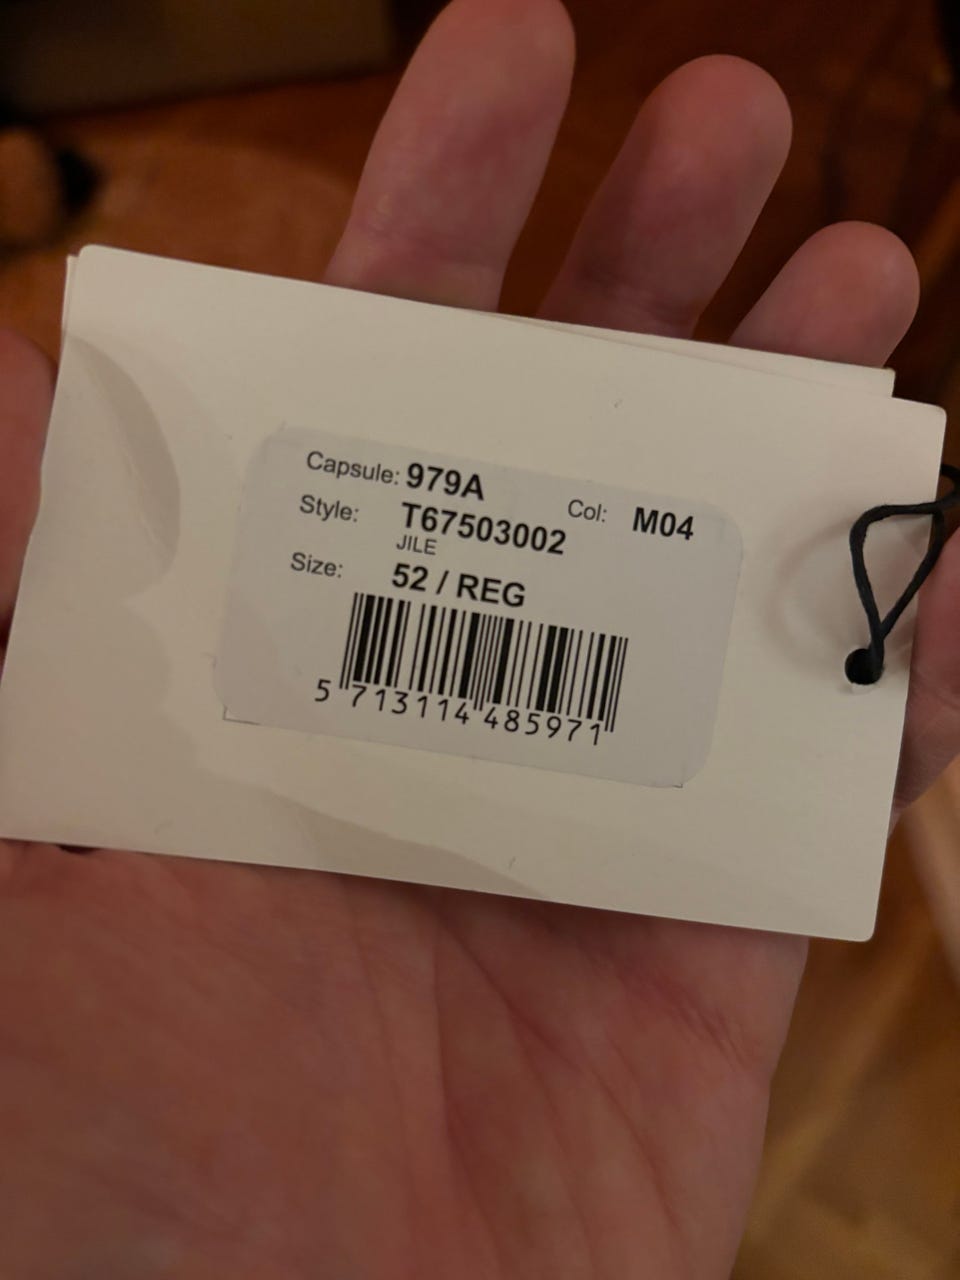 Capsule: 979A
Col: M04
Style: T67503002
JILE
Size: 52 / REG
5 713114 485971